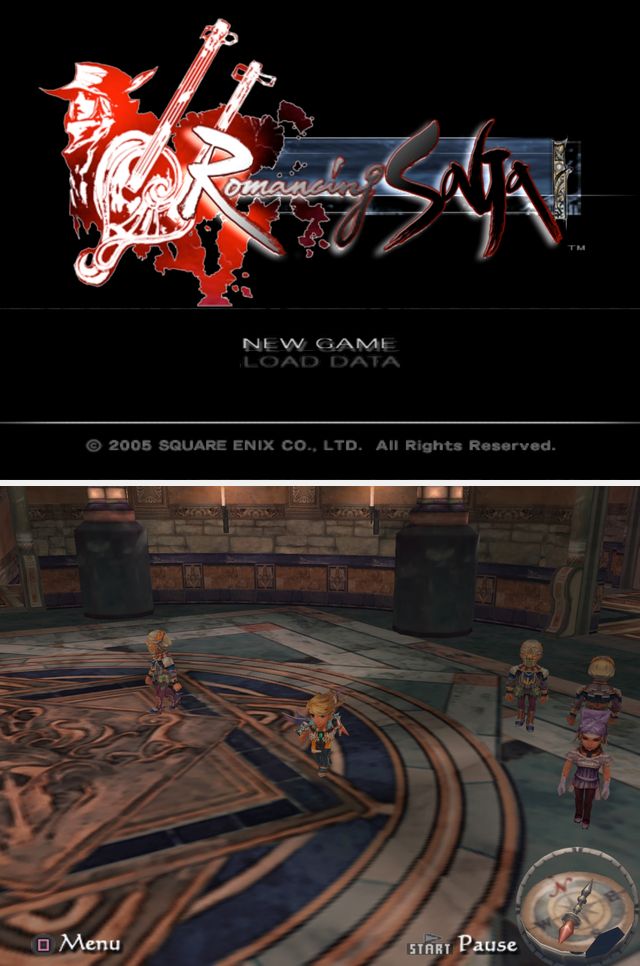 Romancing SaGa
™
NEW GAME
LOAD DATA
© 2005 SQUARE ENIX CO., LTD. All Rights Reserved.
N
Menu
START Pause